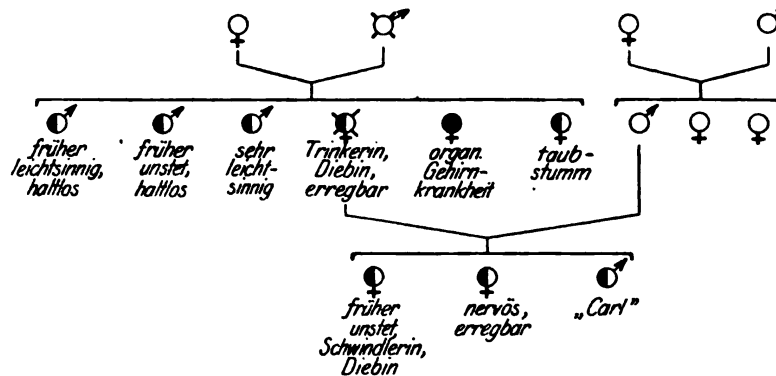 früher
leichtsinnig,
haltlos
früher
unstet,
haltlos
sehr
leicht-
sinnig
Trinkerin,
Diebin,
erregbar
organ.
Gehirn-
krankheit
taub-
stumm
früher
unstet,
Schwindlerin,
Diebin
nervös,
erregbar
„Carl”